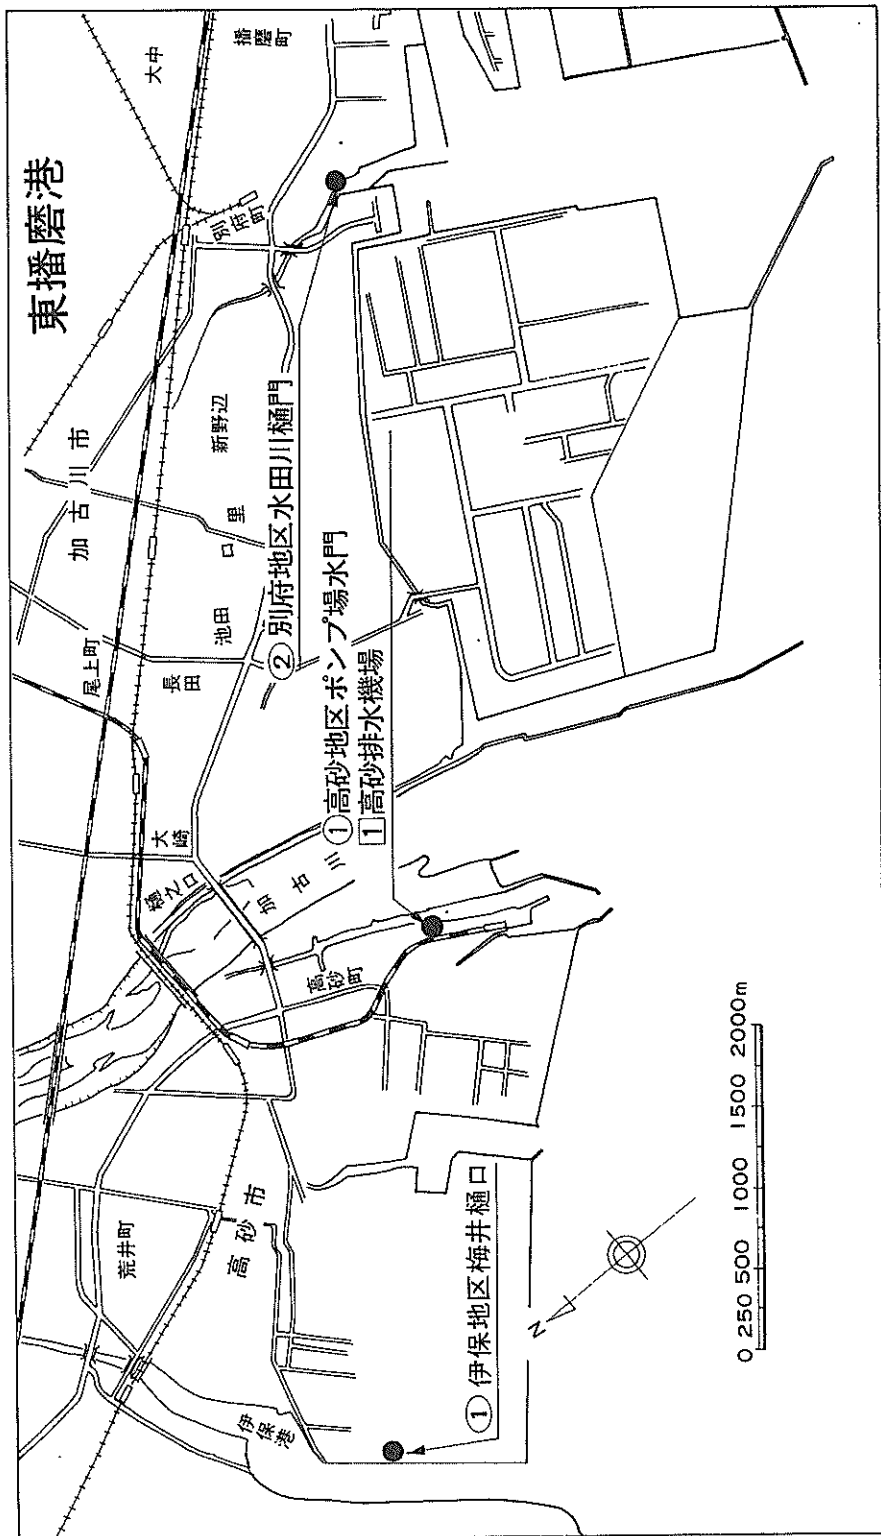 東播磨港
大中
播磨町
別府町
加古川市
新野辺
口里
池田
尾上町
長田
② 別府地区水田川樋門
① 高砂地区ポンプ場水門
1 高砂排水機場
大崎
樋之口
加古川
高砂町
荒井町
高砂市
伊保港
① 伊保地区梅井樋口
N
0 250 500 1000 1500 2000m